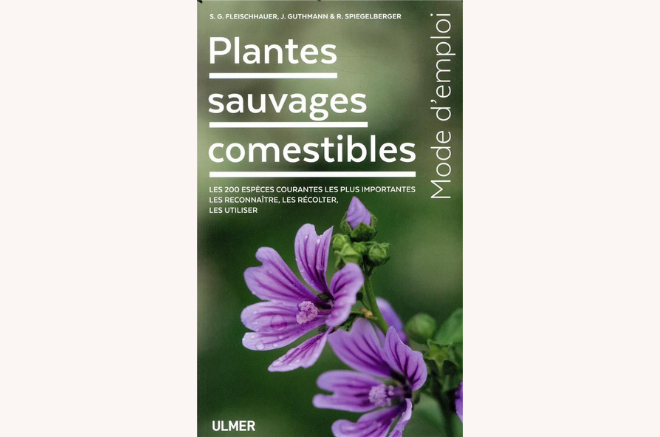 S. G. FLEISCHHAUER, J. GUTHMANN & R. SPIEGELBERGER
Plantes
sauvages
comestibles
Mode d'emploi
LES 200 ESPÈCES COURANTES LES PLUS IMPORTANTES
LES RECONNAÎTRE, LES RÉCOLTER,
LES UTILISER
ULMER